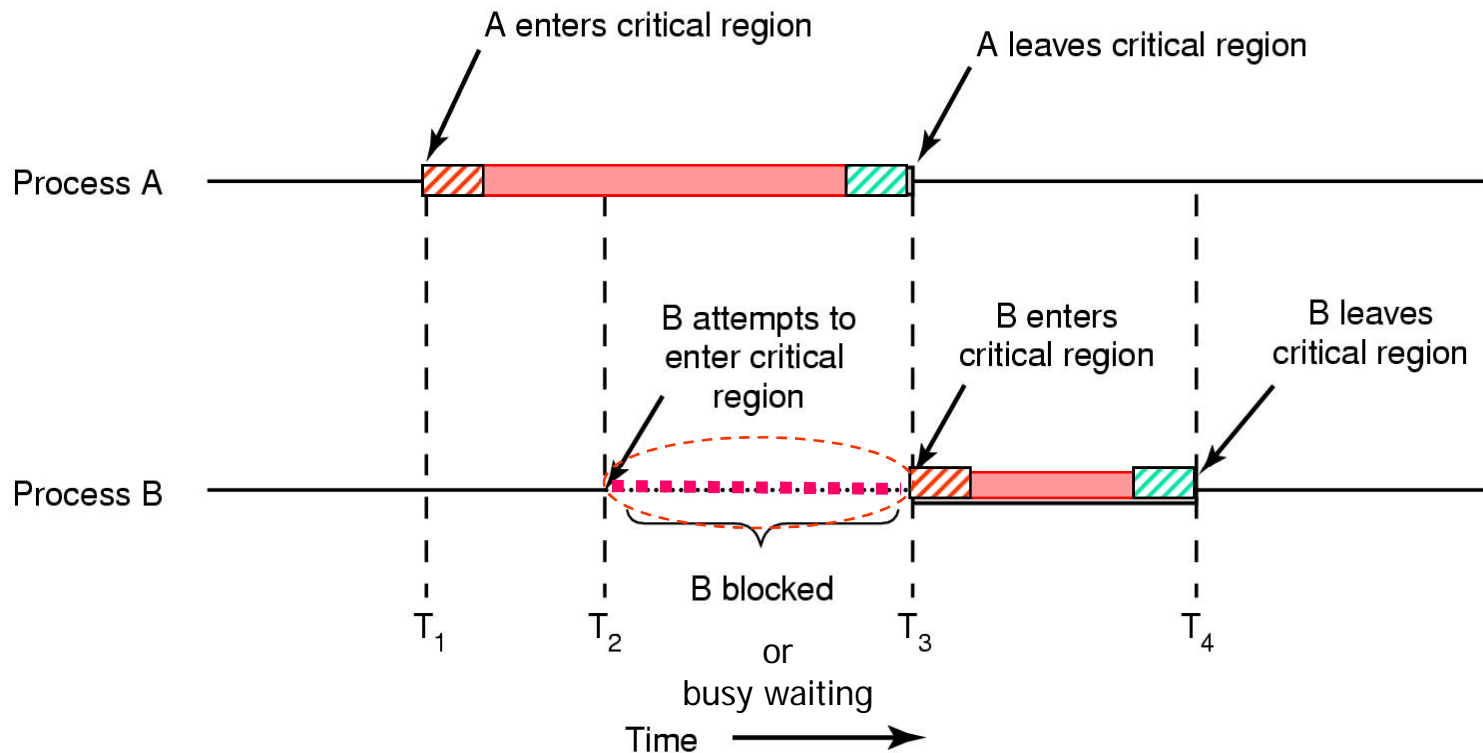 A enters critical region
A leaves critical region
Process A
B attempts to
enter critical
region
B enters
critical region
B leaves
critical region
Process B
B blocked
T1
T2
T3
T4
or
busy waiting
Time